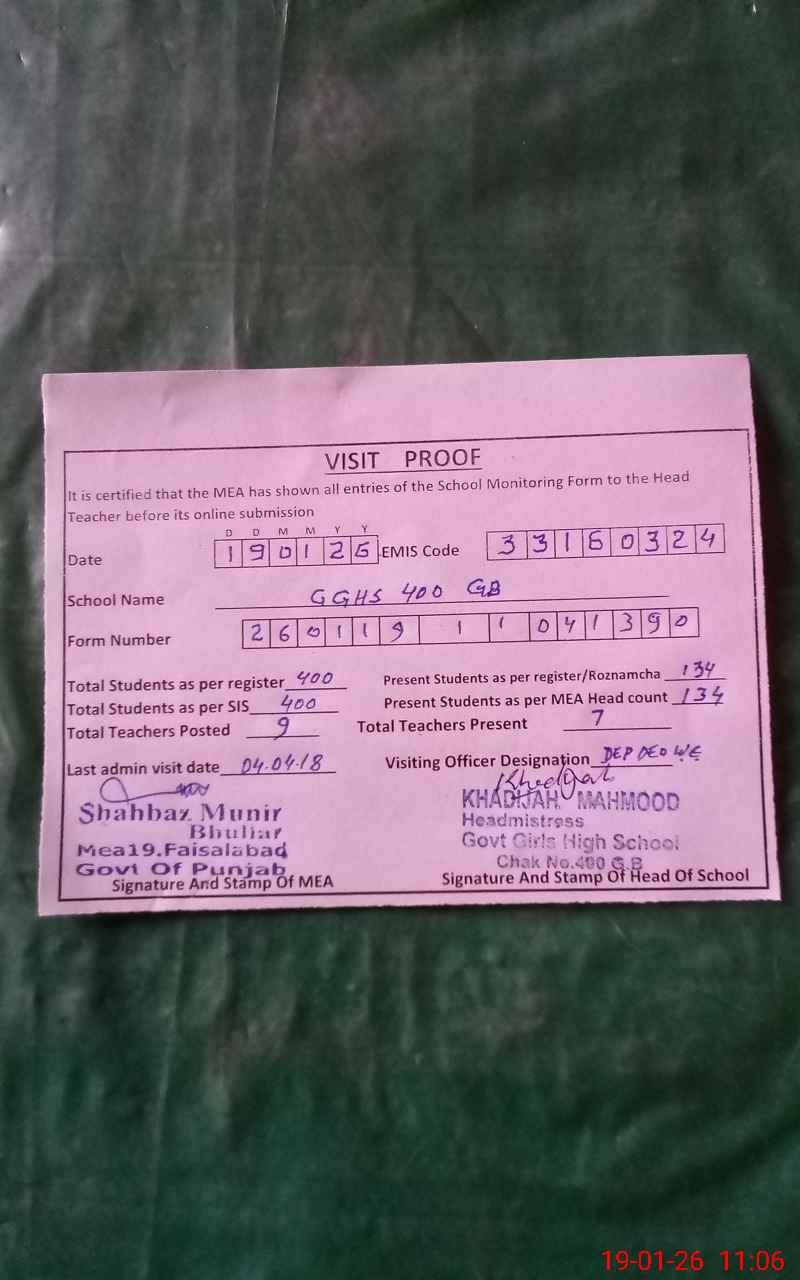 VISIT PROOF
It is certified that the MEA has shown all entries of the School Monitoring Form to the Head
Teacher before its online submission
D D M M Y Y
Date 1 9 0 1 2 6 EMIS Code 3 3 1 6 0 3 2 4
School Name GGHS 400 GB
Form Number 2 6 0 1 1 9 1 1 0 4 1 3 9 0
Total Students as per register 400 Present Students as per register/Roznamcha 134
Total Students as per SIS 400 Present Students as per MEA Head count 134
Total Teachers Posted 9 Total Teachers Present 7
Last admin visit date 04.04.18 Visiting Officer Designation DEP DEO W.E
Shahbaz Munir
Bhullar
Mea19.Faisalabad
Govt Of Punjab
Signature And Stamp Of MEA
KHADIJAH MAHMOOD
Headmistress
Govt Girls High School
Chak No.400 G.B
Signature And Stamp Of Head Of School
19-01-26 11:06